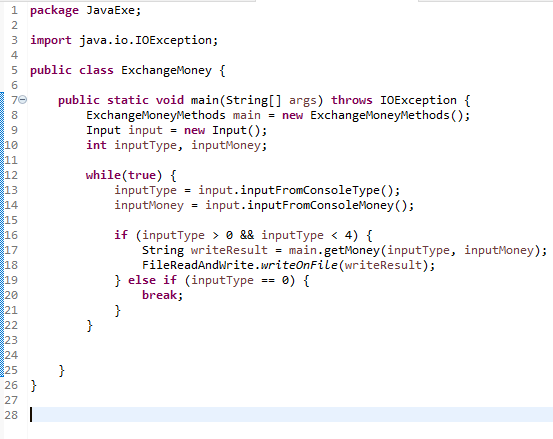 1 package JavaExe;
2
3 import java.io.IOException;
4
5 public class ExchangeMoney {
6
7 public static void main(String[] args) throws IOException {
8 ExchangeMoneyMethods main = new ExchangeMoneyMethods();
9 Input input = new Input();
10 int inputType, inputMoney;
11
12 while(true) {
13 inputType = input.inputFromConsoleType();
14 inputMoney = input.inputFromConsoleMoney();
15
16 if (inputType > 0 && inputType < 4) {
17 String writeResult = main.getMoney(inputType, inputMoney);
18 FileReadAndWrite.writeOnFile(writeResult);
19 } else if (inputType == 0) {
20 break;
21 }
22 }
23
24
25 }
26 }
27
28